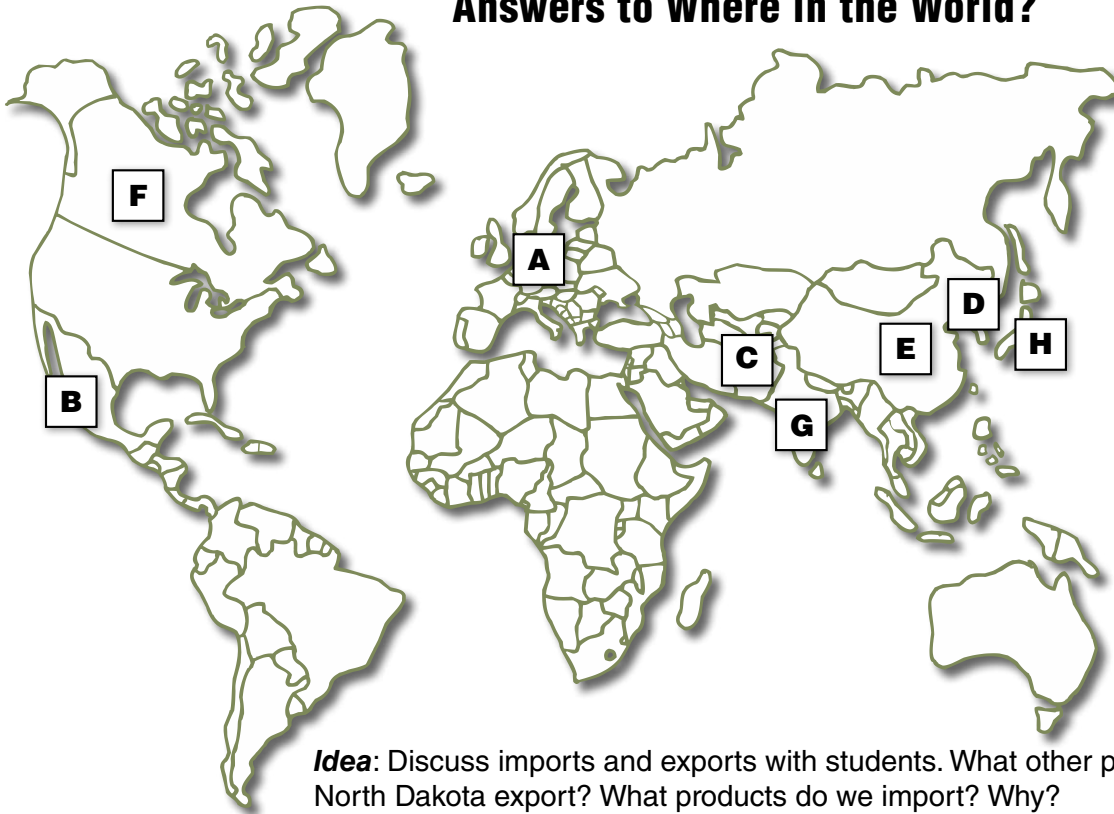 Answers to Where in the World?
F
A
D
H
E
C
B
G
Idea: Discuss imports and exports with students. What other p
North Dakota export? What products do we import? Why?